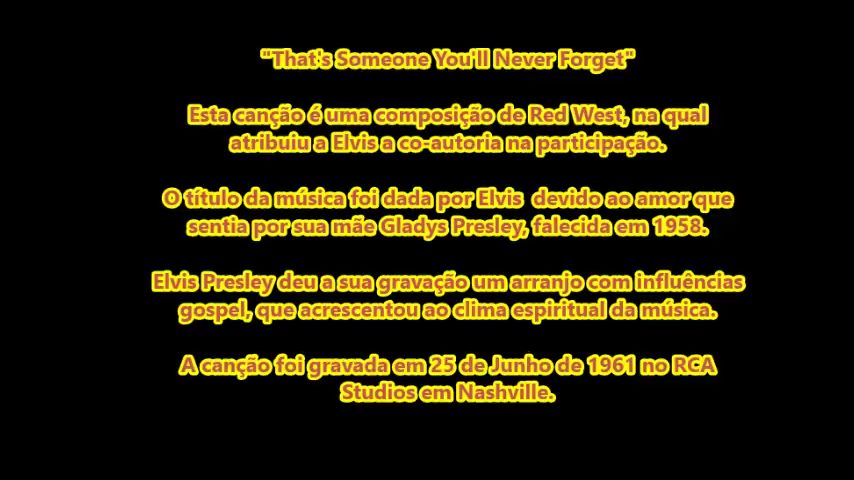 "That's Someone You'll Never Forget"
Esta canção é uma composição de Red West, na qual
atribuiu a Elvis a co-autoria na participação.
O título da música foi dada por Elvis devido ao amor que
sentia por sua mãe Gladys Presley, falecida em 1958.
Elvis Presley deu a sua gravação um arranjo com influências
gospel, que acrescentou ao clima espiritual da música.
A canção foi gravada em 25 de Junho de 1961 no RCA
Studios em Nashville.